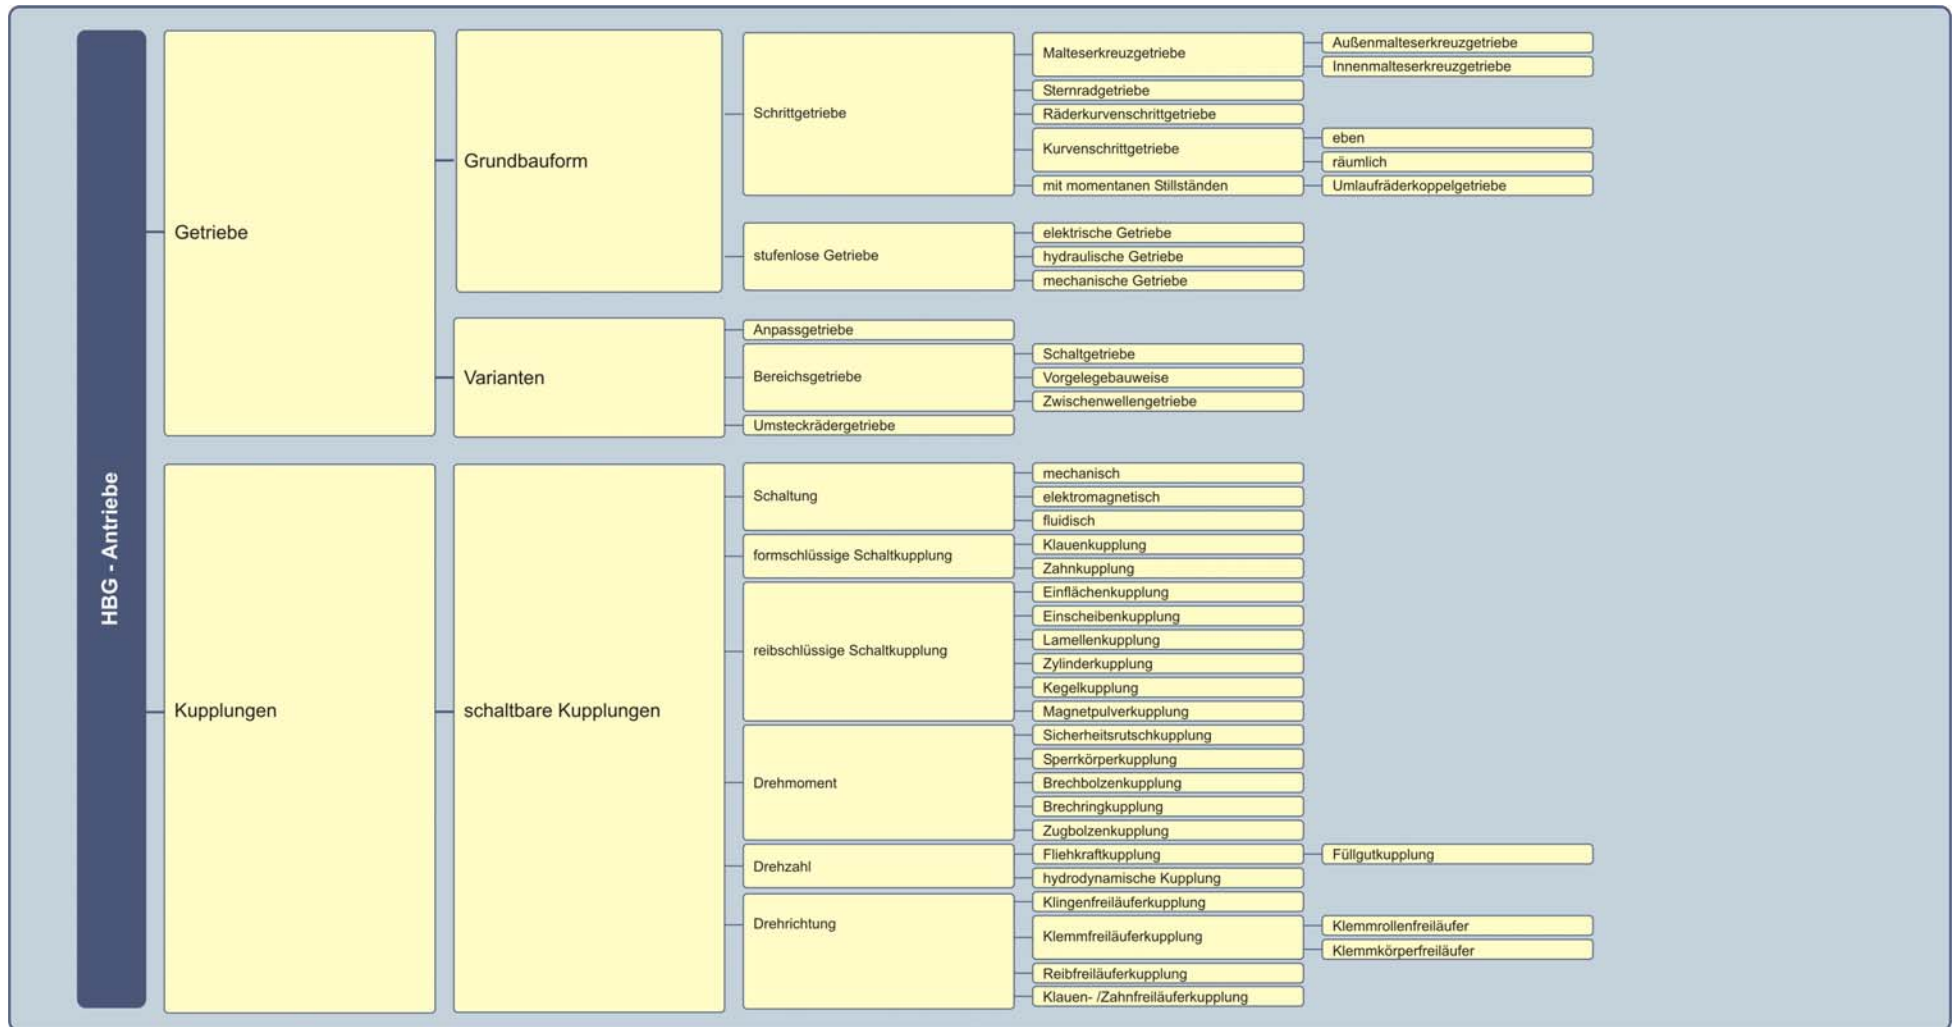 HBG - Antriebe
Getriebe
Grundbauform
Schrittgetriebe
Malteserkreuzgetriebe
Außenmalteserkreuzgetriebe
Innenmalteserkreuzgetriebe
Sternradgetriebe
Räderkurvenschrittgetriebe
Kurvenschrittgetriebe
eben
räumlich
mit momentanen Stillständen
Umlaufräderkoppelgetriebe
stufenlose Getriebe
elektrische Getriebe
hydraulische Getriebe
mechanische Getriebe
Varianten
Anpassgetriebe
Bereichsgetriebe
Schaltgetriebe
Vorgelegebauweise
Zwischenwellengetriebe
Umsteckrädergetriebe
Kupplungen
schaltbare Kupplungen
Schaltung
mechanisch
elektromagnetisch
fluidisch
formschlüssige Schaltkupplung
Klauenkupplung
Zahnkupplung
reibschlüssige Schaltkupplung
Einflächenkupplung
Einscheibenkupplung
Lamellenkupplung
Zylinderkupplung
Kegelkupplung
Magnetpulverkupplung
Drehmoment
Sicherheitsrutschkupplung
Sperrkörperkupplung
Brechbolzenkupplung
Brechringkupplung
Zugbolzenkupplung
Drehzahl
Fliehkraftkupplung
Füllgutkupplung
hydrodynamische Kupplung
Drehrichtung
Klingenfreiläuferkupplung
Klemmfreiläuferkupplung
Klemmrollenfreiläufer
Klemmkörperfreiläufer
Reibfreiläuferkupplung
Klauen- /Zahnfreiläuferkupplung